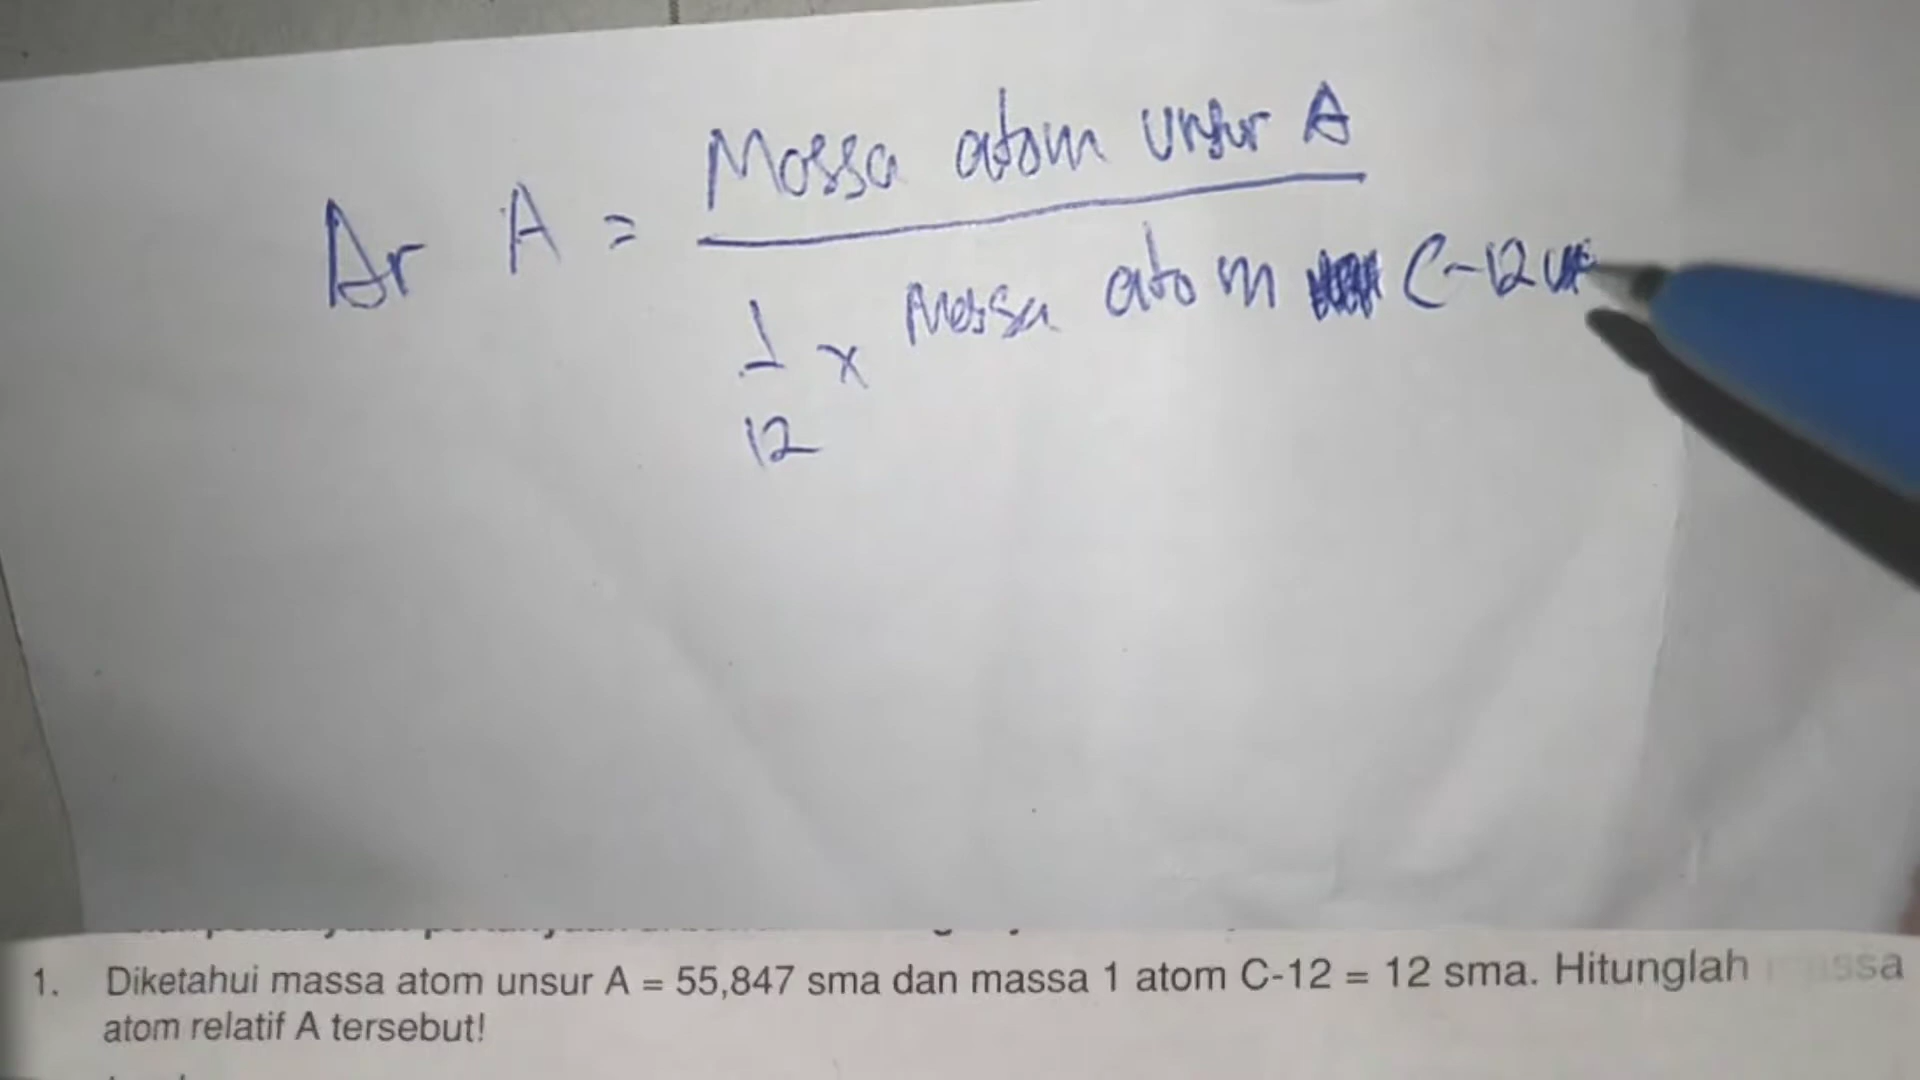 Ar A = Massa atom unsur A
1 x Massa atom C-12
12
1. Diketahui massa atom unsur A = 55,847 sma dan massa 1 atom C-12 = 12 sma. Hitunglah massa
atom relatif A tersebut!